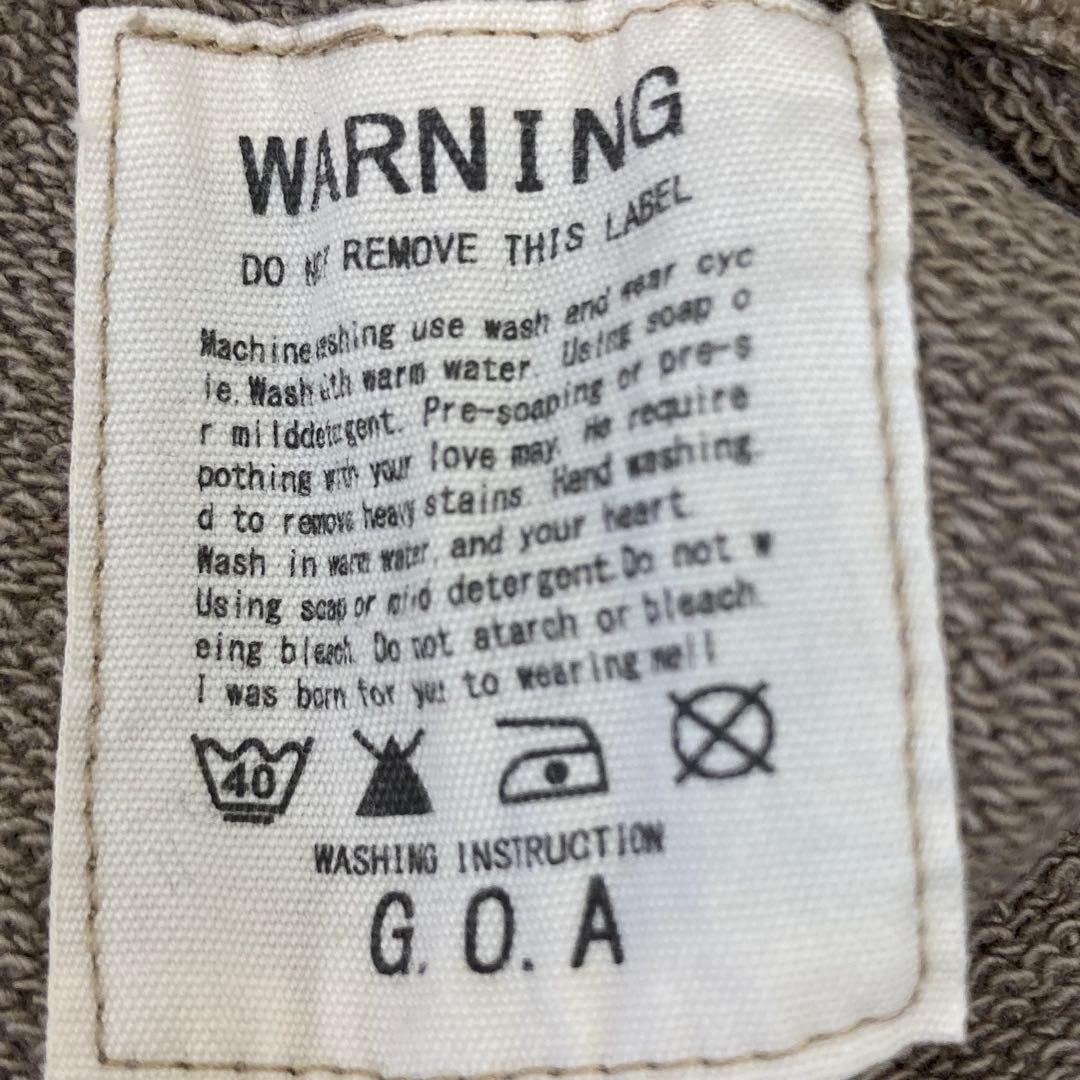 WARNING
DO NOT REMOVE THIS LABEL
Machine washing use wash and wear cyc
ie. Wash with warm water. Using soap o
r milddetergent. Pre-soaping or pre-s
pothing with your love may. He require
d to remove heavy stains. Hand washing.
Wash in warm water, and your heart.
Using soap or mild detergent. Do not w
eing bleach. Do not atarch or bleach.
I was born for you to wearing well
40
WASHING INSTRUCTION
G.O.A